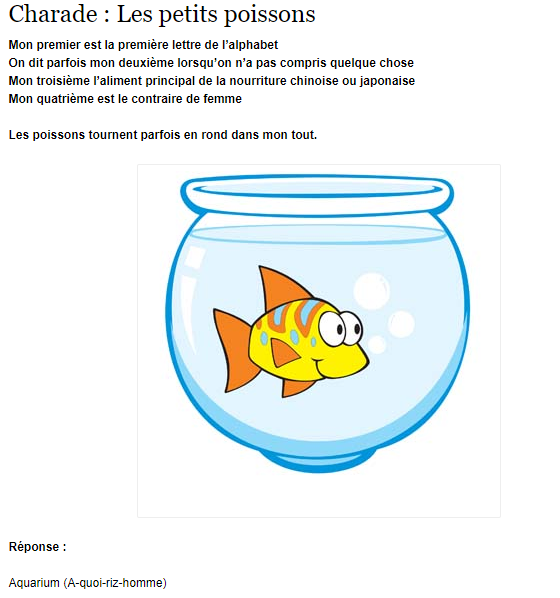 Charade : Les petits poissons
Mon premier est la première lettre de l'alphabet
On dit parfois mon deuxième lorsqu'on n'a pas compris quelque chose
Mon troisième l'aliment principal de la nourriture chinoise ou japonaise
Mon quatrième est le contraire de femme
Les poissons tournent parfois en rond dans mon tout.
Réponse :
Aquarium (A-quoi-riz-homme)